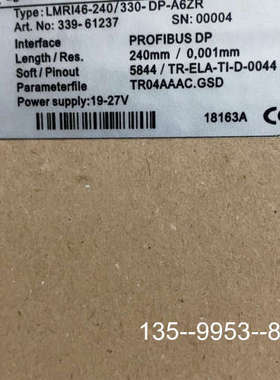 Type: LMRI46-240/330- DP-A6ZR
Art. No: 339-61237
SN: 00004
Interface PROFIBUS DP
Length / Res. 240mm / 0,001mm
Soft / Pinout 5844 / TR-ELA-TI-D-0044
Parameterfile TR04AAAC.GSD
Power supply: 19-27V
18163A
135--9953--8